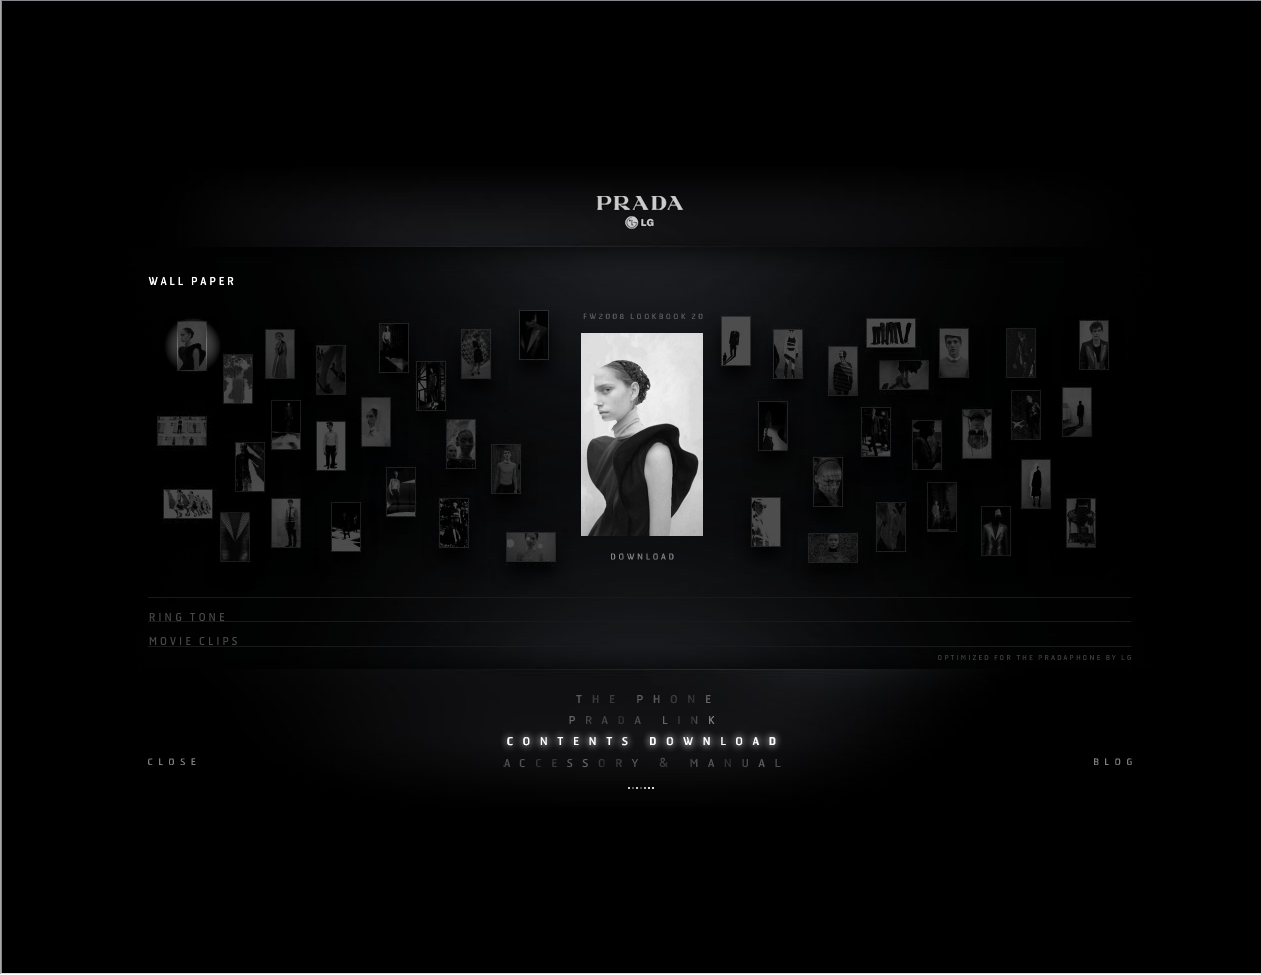 PRADA
LG
WALL PAPER
FW2008 LOOKBOOK 20
DOWNLOAD
RING TONE
MOVIE CLIPS
OPTIMIZED FOR THE PRADAPHONE BY LG
THE PHONE
PRADA LINK
CONTENTS DOWNLOAD
ACCESSORY & MANUAL
CLOSE
BLOG